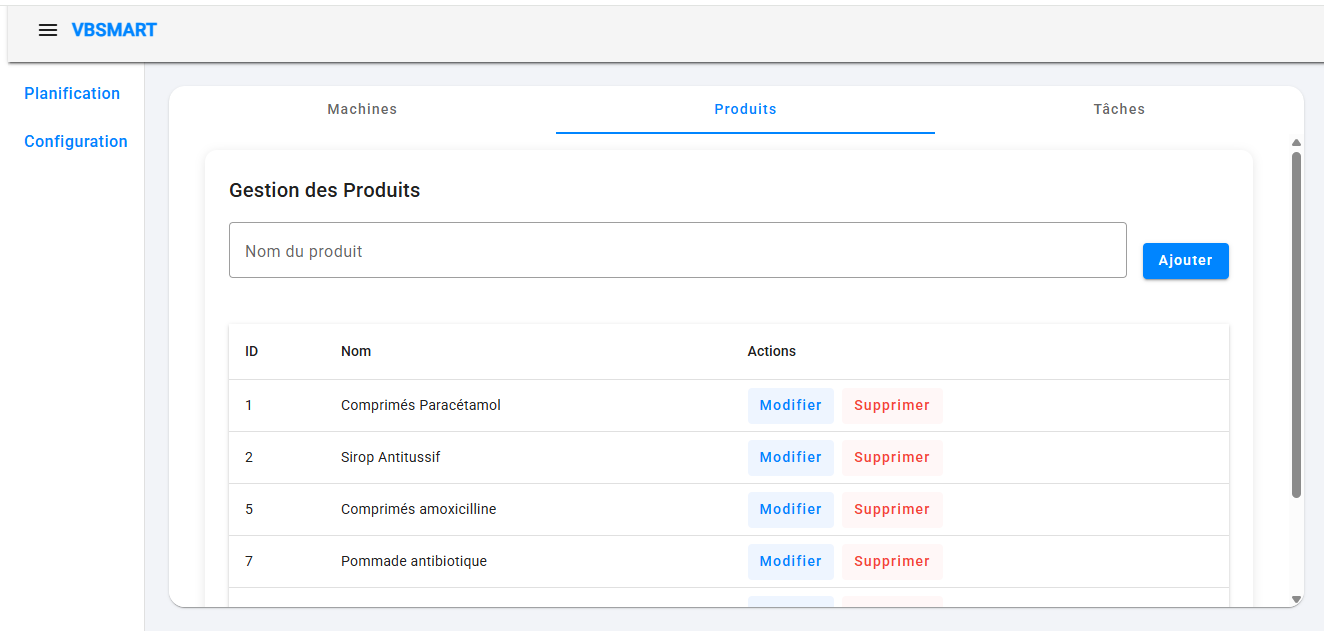 VBSMART
Planification
Configuration
Machines Produits Tâches
Gestion des Produits
Nom du produit
Ajouter
ID Nom Actions
1 Comprimés Paracétamol Modifier Supprimer
2 Sirop Antitussif Modifier Supprimer
5 Comprimés amoxicilline Modifier Supprimer
7 Pommade antibiotique Modifier Supprimer